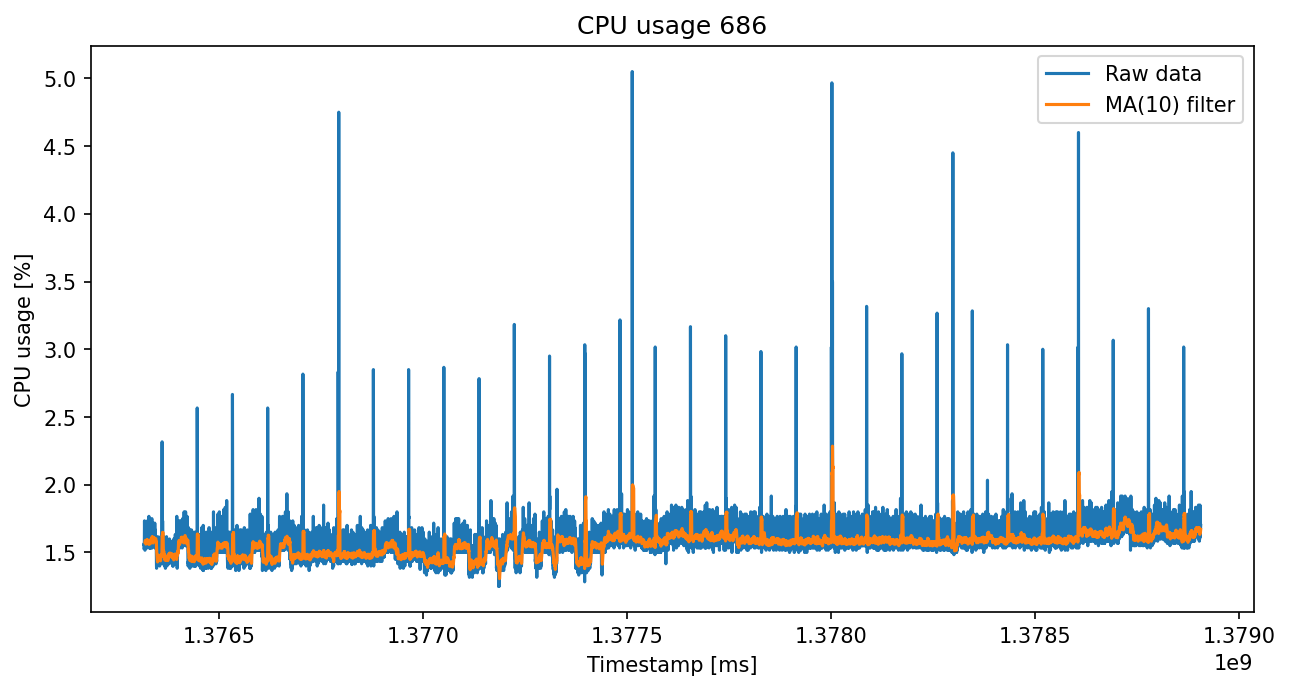 CPU usage 686
Raw data
MA(10) filter
CPU usage [%]
5.0
4.5
4.0
3.5
3.0
2.5
2.0
1.5
1.3765 1.3770 1.3775 1.3780 1.3785 1.3790
1e9
Timestamp [ms]